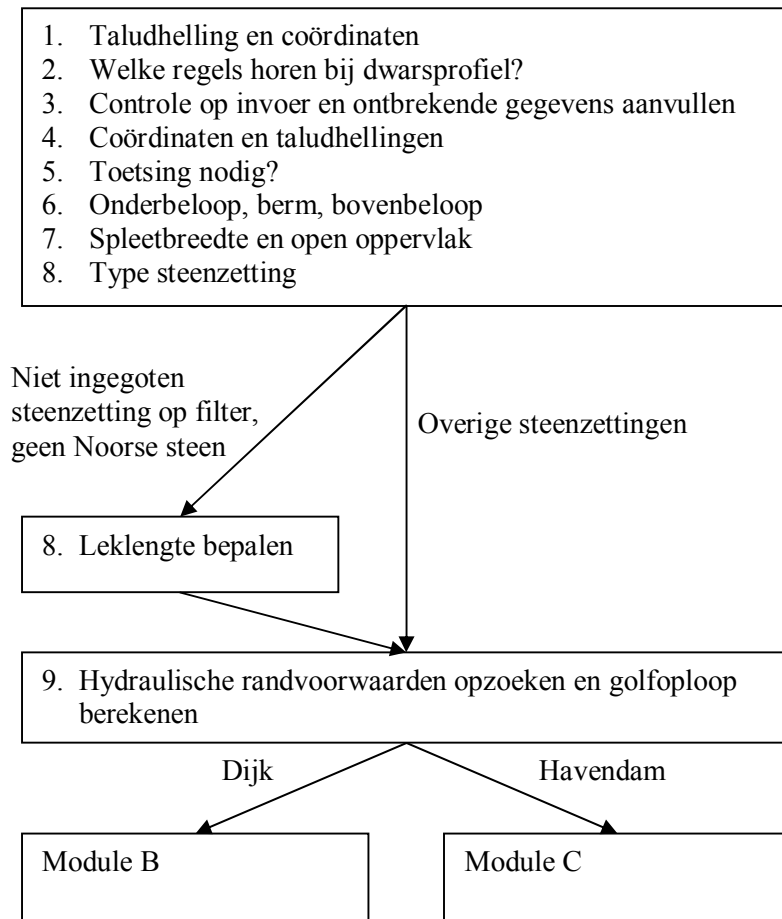 1. Taludhelling en coördinaten
2. Welke regels horen bij dwarsprofiel?
3. Controle op invoer en ontbrekende gegevens aanvullen
4. Coördinaten en taludhellingen
5. Toetsing nodig?
6. Onderbeloop, berm, bovenbeloop
7. Spleetbreedte en open oppervlak
8. Type steenzetting
Niet ingegoten
steenzetting op filter,
geen Noorse steen
Overige steenzettingen
8. Leklengte bepalen
9. Hydraulische randvoorwaarden opzoeken en golfoploop
berekenen
Dijk
Havendam
Module B
Module C